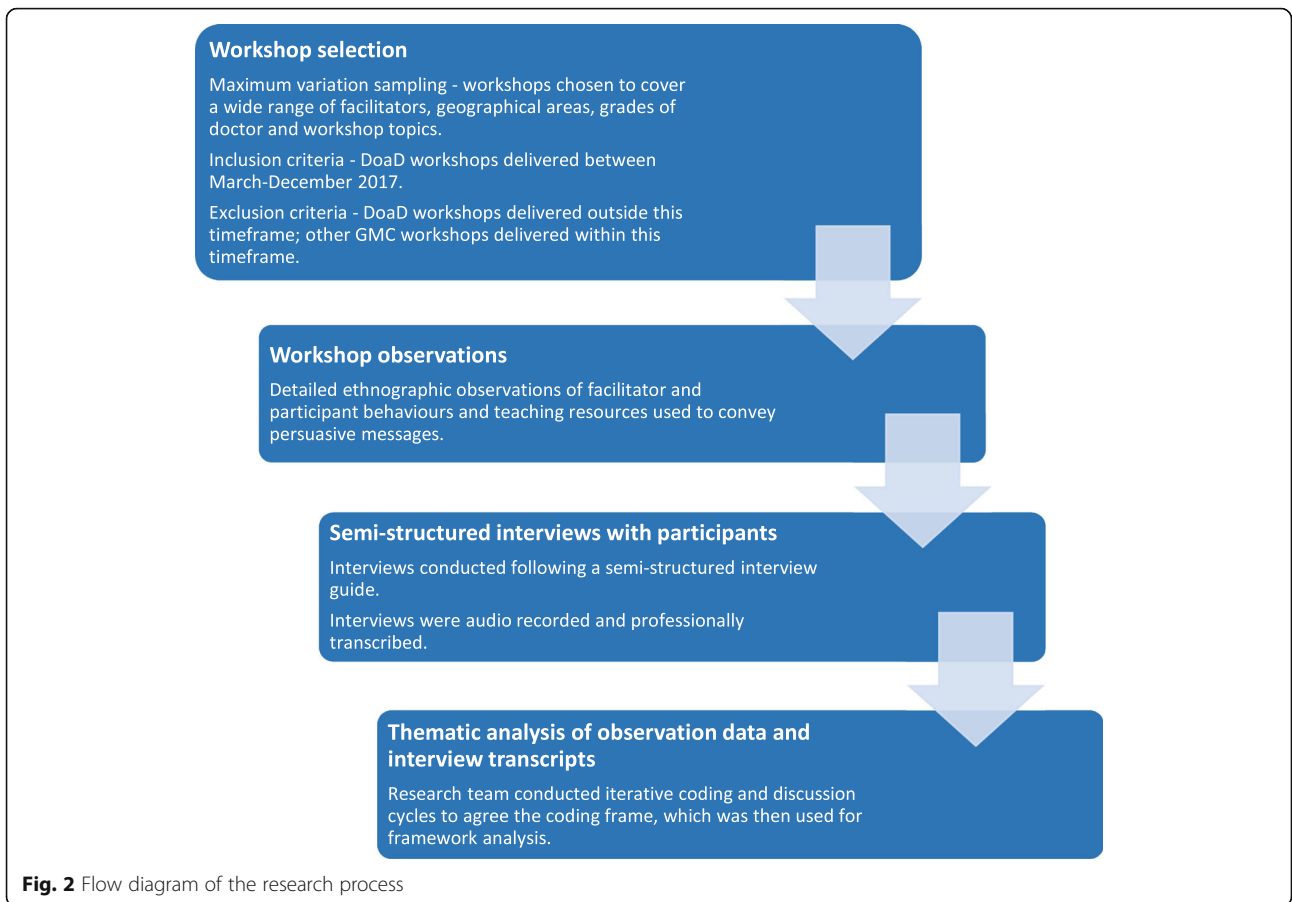 Workshop selection
Maximum variation sampling - workshops chosen to cover
a wide range of facilitators, geographical areas, grades of
doctor and workshop topics.
Inclusion criteria - DoaD workshops delivered between
March-December 2017.
Exclusion criteria - DoaD workshops delivered outside this
timeframe; other GMC workshops delivered within this
timeframe.
Workshop observations
Detailed ethnographic observations of facilitator and
participant behaviours and teaching resources used to convey
persuasive messages.
Semi-structured interviews with participants
Interviews conducted following a semi-structured interview
guide.
Interviews were audio recorded and professionally
transcribed.
Thematic analysis of observation data and
interview transcripts
Research team conducted iterative coding and discussion
cycles to agree the coding frame, which was then used for
framework analysis.
Fig. 2 Flow diagram of the research process